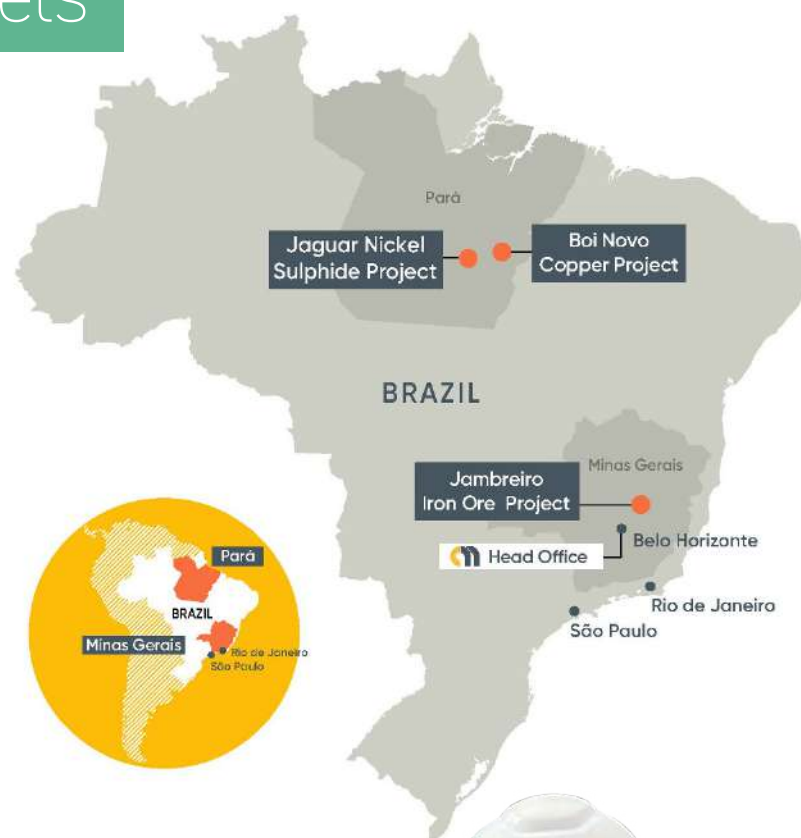 Pará
Jaguar Nickel
Sulphide Project
Boi Novo
Copper Project
BRAZIL
Minas Gerais
Jambreiro
Iron Ore Project
Belo Horizonte
Head Office
Rio de Janeiro
São Paulo
Pará
BRAZIL
Minas Gerais
Rio de Janeiro
São Paulo